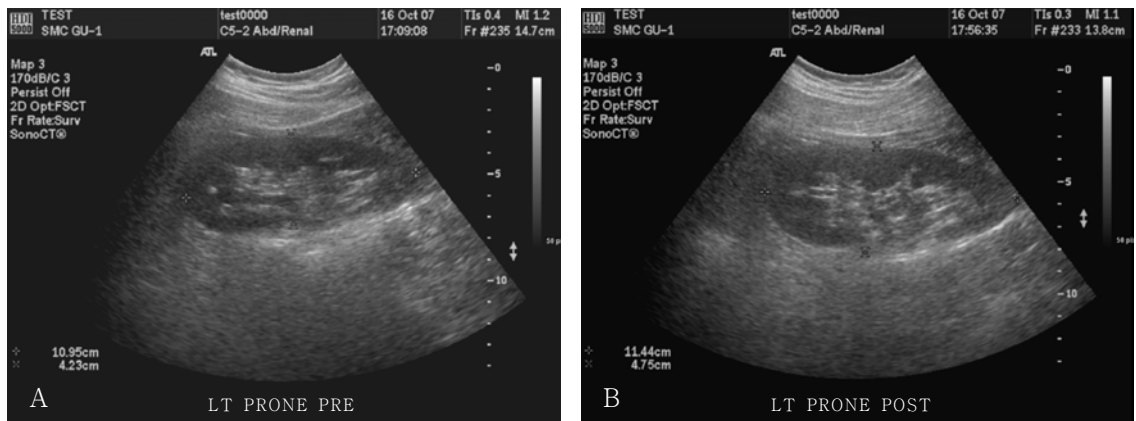 HDI 5000 TEST test0000 16 Oct 07 TIs 0.4 MI 1.2
SMC GU-1 C5-2 Abd/Renal 17:09:08 Fr #235 14.7cm
ATL
Map 3
170dB/C 3
Persist Off
2D Opt:FSCT
Fr Rate:Surv
SonoCT®
0
5
10
10.95cm
4.23cm
A
LT PRONE PRE
HDI 5000 TEST test0000 16 Oct 07 TIs 0.3 MI 1.1
SMC GU-1 C5-2 Abd/Renal 17:56:35 Fr #233 13.8cm
ATL
Map 3
170dB/C 3
Persist Off
2D Opt:FSCT
Fr Rate:Surv
SonoCT®
0
5
10
11.44cm
4.75cm
B
LT PRONE POST